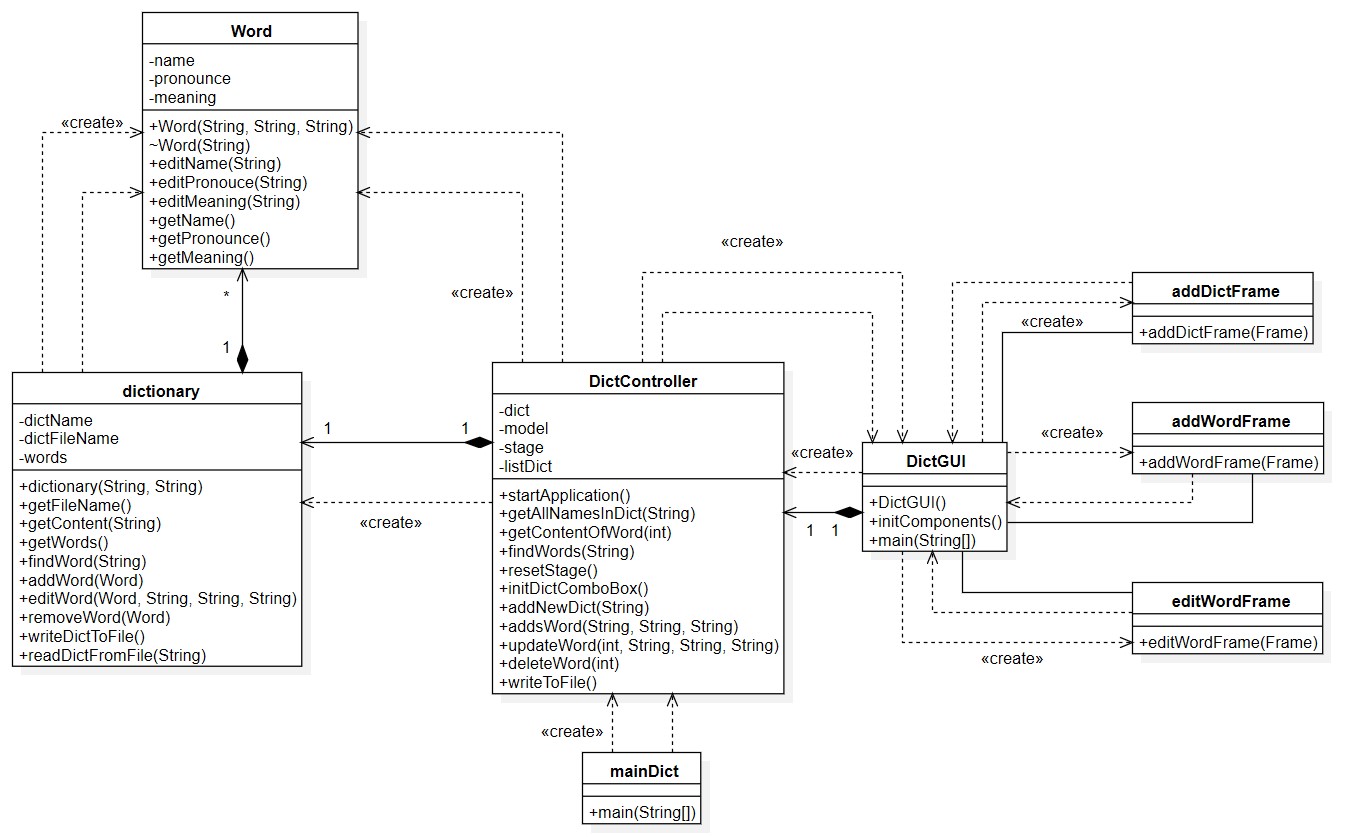 Word
-name
-pronounce
-meaning
+Word(String, String, String)
~Word(String)
+editName(String)
+editPronouce(String)
+editMeaning(String)
+getName()
+getPronounce()
+getMeaning()
«create»
*
1
«create»
«create»
dictionary
-dictName
-dictFileName
-words
+dictionary(String, String)
+getFileName()
+getContent(String)
+getWords()
+findWord(String)
+addWord(Word)
+editWord(Word, String, String, String)
+removeWord(Word)
+writeDictToFile()
+readDictFromFile(String)
1
1
«create»
DictController
-dict
-model
-stage
-listDict
+startApplication()
+getAllNamesInDict(String)
+getContentOfWord(int)
+findWords(String)
+resetStage()
+initDictComboBox()
+addNewDict(String)
+addsWord(String, String, String)
+updateWord(int, String, String, String)
+deleteWord(int)
+writeToFile()
«create»
1
1
DictGUI
+DictGUI()
+initComponents()
+main(String[])
«create»
addDictFrame
+addDictFrame(Frame)
«create»
addWordFrame
+addWordFrame(Frame)
editWordFrame
+editWordFrame(Frame)
«create»
«create»
mainDict
+main(String[])